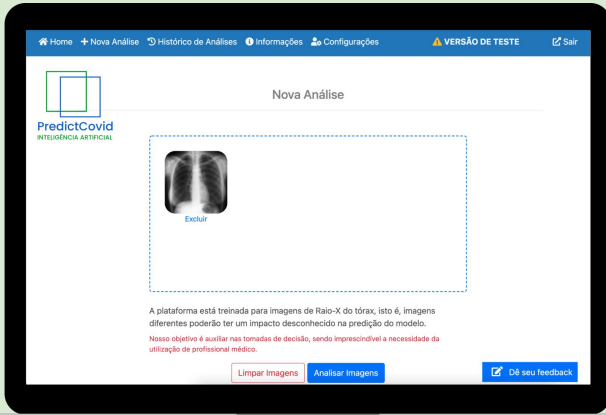 Home Nova Análise Histórico de Análises Informações Configurações VERSÃO DE TESTE Sair
Nova Análise
PredictCovid
INTELIGÊNCIA ARTIFICIAL
Excluir
A plataforma está treinada para imagens de Raio-X do tórax, isto é, imagens
diferentes poderão ter um impacto desconhecido na predição do modelo.
Nosso objetivo é auxiliar nas tomadas de decisão, sendo imprescindível a necessidade da
utilização de profissional médico.
Limpar Imagens Analisar Imagens Dê seu feedback